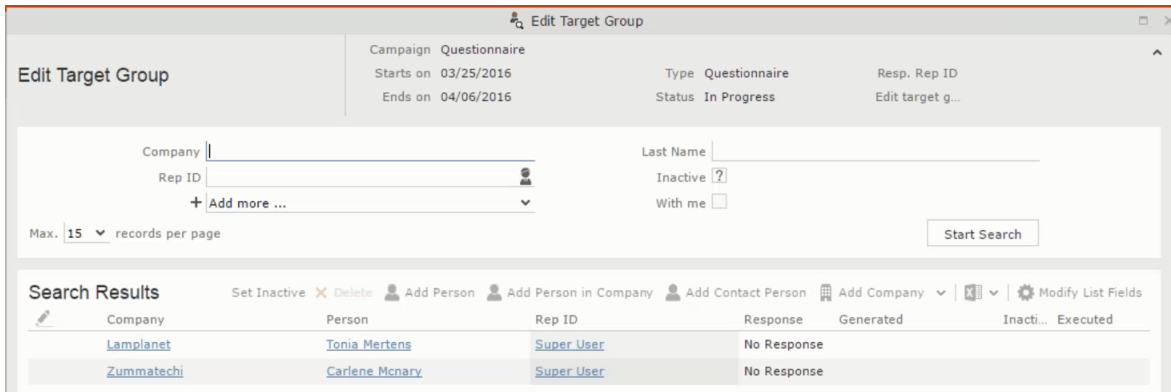 Edit Target Group
Campaign Questionnaire
Edit Target Group
Starts on 03/25/2016 Type Questionnaire Resp. Rep ID
Ends on 04/06/2016 Status In Progress Edit target g...
Company Last Name
Rep ID Inactive ?
+ Add more ... With me
Max. 15 records per page Start Search
Search Results Set Inactive Delete Add Person Add Person in Company Add Contact Person Add Company Modify List Fields
Company Person Rep ID Response Generated Inacti... Executed
Lamplanet Tonia Mertens Super User No Response
Zummatechi Carlene Mcnary Super User No Response